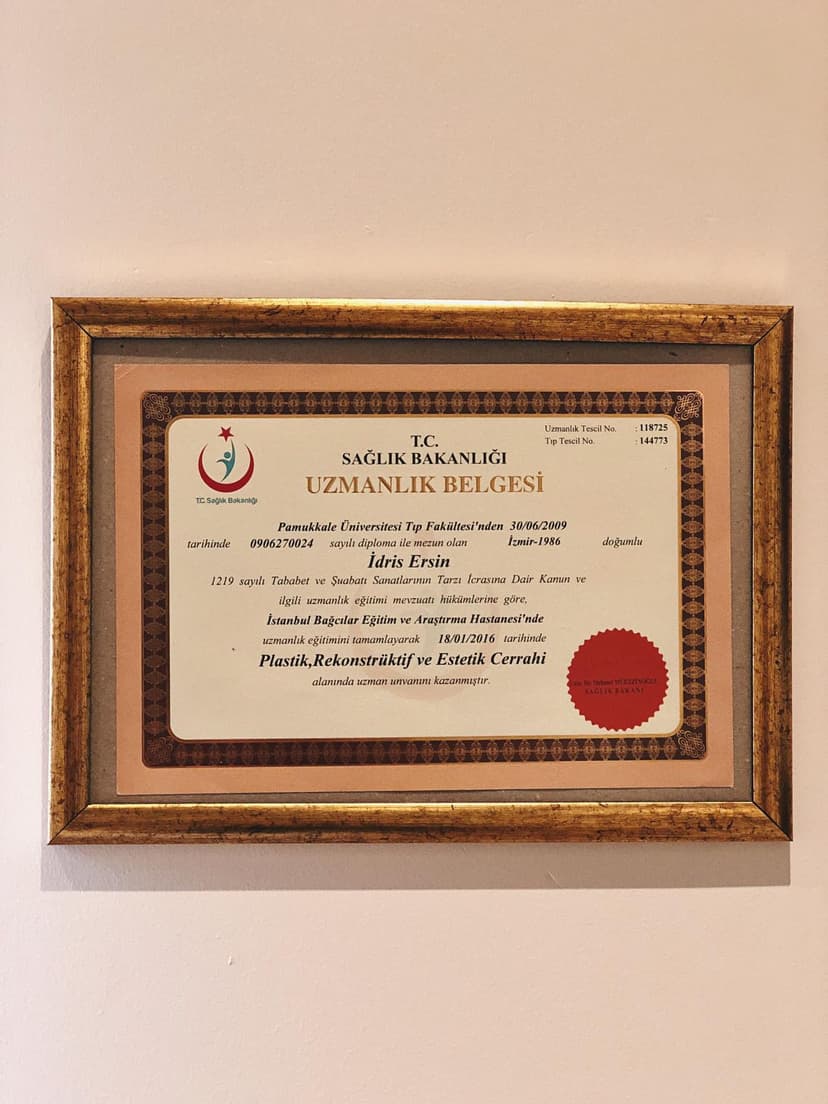 T.C.
SAĞLIK BAKANLIĞI
UZMANLIK BELGESİ
Uzmanlık Tescil No. : 118725
Tıp Tescil No. : 144773
T.C. Sağlık Bakanlığı
Pamukkale Üniversitesi Tıp Fakültesi'nden 30/06/2009
tarihinde 0906270024 sayılı diploma ile mezun olan İzmir-1986 doğumlu
İdris Ersin
1219 sayılı Tababet ve Şuabatı Sanatlarının Tarzı İcrasına Dair Kanun ve
ilgili uzmanlık eğitimi mevzuatı hükümlerine göre,
İstanbul Bağcılar Eğitim ve Araştırma Hastanesi'nde
uzmanlık eğitimini tamamlayarak 18/01/2016 tarihinde
Plastik,Rekonstrüktif ve Estetik Cerrahi
alanında uzman unvanını kazanmıştır.
Dr. Mehmet MÜEZZİNOĞLU
SAĞLIK BAKANI